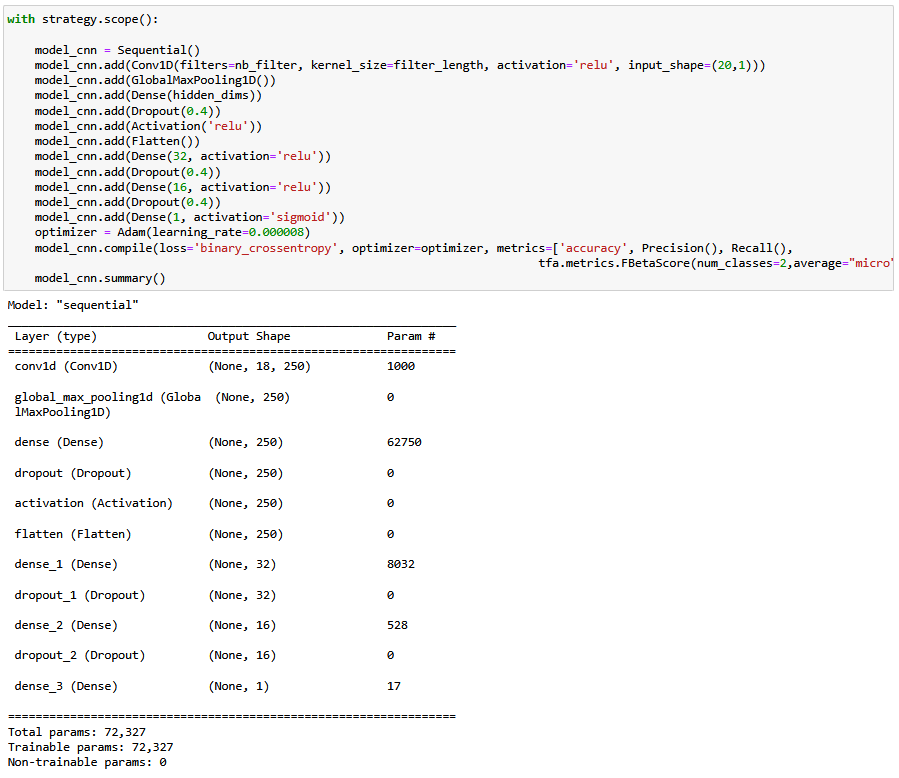 with strategy.scope():
model_cnn = Sequential()
model_cnn.add(Conv1D(filters=nb_filter, kernel_size=filter_length, activation='relu', input_shape=(20,1)))
model_cnn.add(GlobalMaxPooling1D())
model_cnn.add(Dense(hidden_dims))
model_cnn.add(Dropout(0.4))
model_cnn.add(Activation('relu'))
model_cnn.add(Flatten())
model_cnn.add(Dense(32, activation='relu'))
model_cnn.add(Dropout(0.4))
model_cnn.add(Dense(16, activation='relu'))
model_cnn.add(Dropout(0.4))
model_cnn.add(Dense(1, activation='sigmoid'))
optimizer = Adam(learning_rate=0.000008)
model_cnn.compile(loss='binary_crossentropy', optimizer=optimizer, metrics=['accuracy', Precision(), Recall(),
tfa.metrics.FBetaScore(num_classes=2,average="micro'
model_cnn.summary()
Model: "sequential"
_________________________________________________________________
Layer (type) Output Shape Param #
=================================================================
conv1d (Conv1D) (None, 18, 250) 1000
global_max_pooling1d (Globa (None, 250) 0
lMaxPooling1D)
dense (Dense) (None, 250) 62750
dropout (Dropout) (None, 250) 0
activation (Activation) (None, 250) 0
flatten (Flatten) (None, 250) 0
dense_1 (Dense) (None, 32) 8032
dropout_1 (Dropout) (None, 32) 0
dense_2 (Dense) (None, 16) 528
dropout_2 (Dropout) (None, 16) 0
dense_3 (Dense) (None, 1) 17
=================================================================
Total params: 72,327
Trainable params: 72,327
Non-trainable params: 0